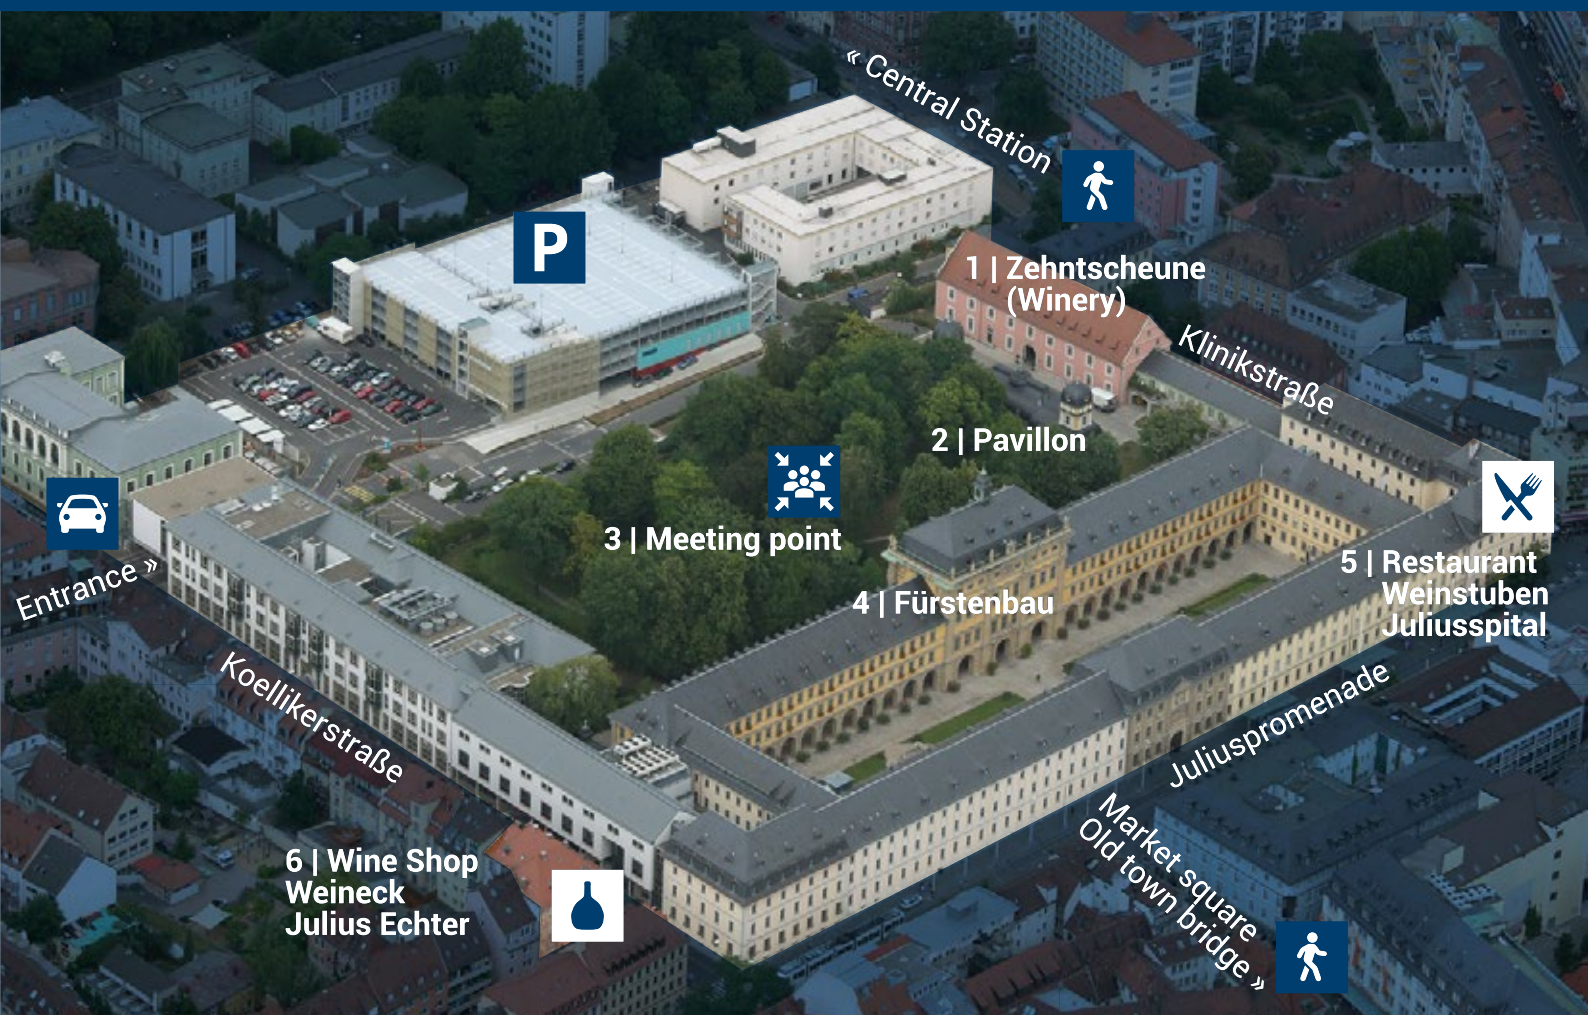 « Central Station
P
1 | Zehntscheune
(Winery)
Klinikstraße
2 | Pavillon
3 | Meeting point
4 | Fürstenbau
5 | Restaurant
Weinstuben
Juliusspital
Entrance »
Koellikerstraße
Juliuspromenade
Market square
Old town bridge »
6 | Wine Shop
Weineck
Julius Echter